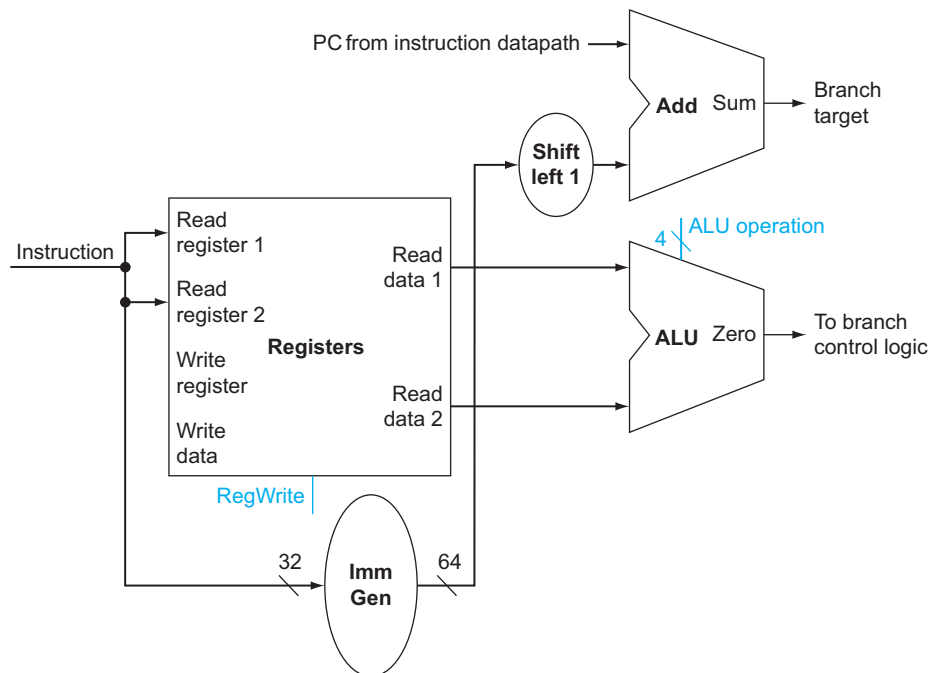 PC from instruction datapath
Add
Sum
Branch
target
Shift
left 1
Instruction
Read
register 1
Read
register 2
Write
register
Write
data
Registers
Read
data 1
Read
data 2
RegWrite
4
ALU operation
ALU
Zero
To branch
control logic
32
Imm
Gen
64